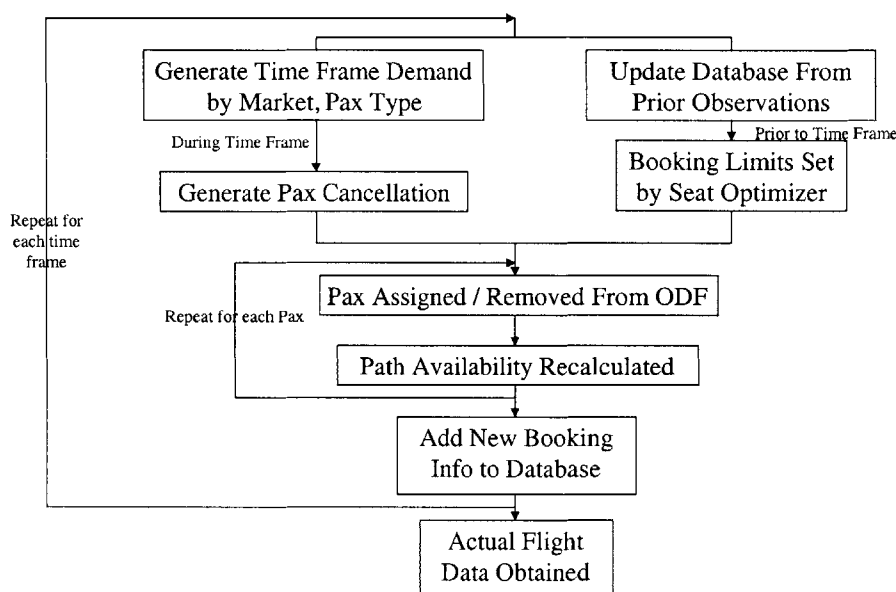 Generate Time Frame Demand
by Market, Pax Type
Update Database From
Prior Observations
During Time Frame
Prior to Time Frame
Generate Pax Cancellation
Booking Limits Set
by Seat Optimizer
Repeat for
each time
frame
Pax Assigned / Removed From ODF
Repeat for each Pax
Path Availability Recalculated
Add New Booking
Info to Database
Actual Flight
Data Obtained